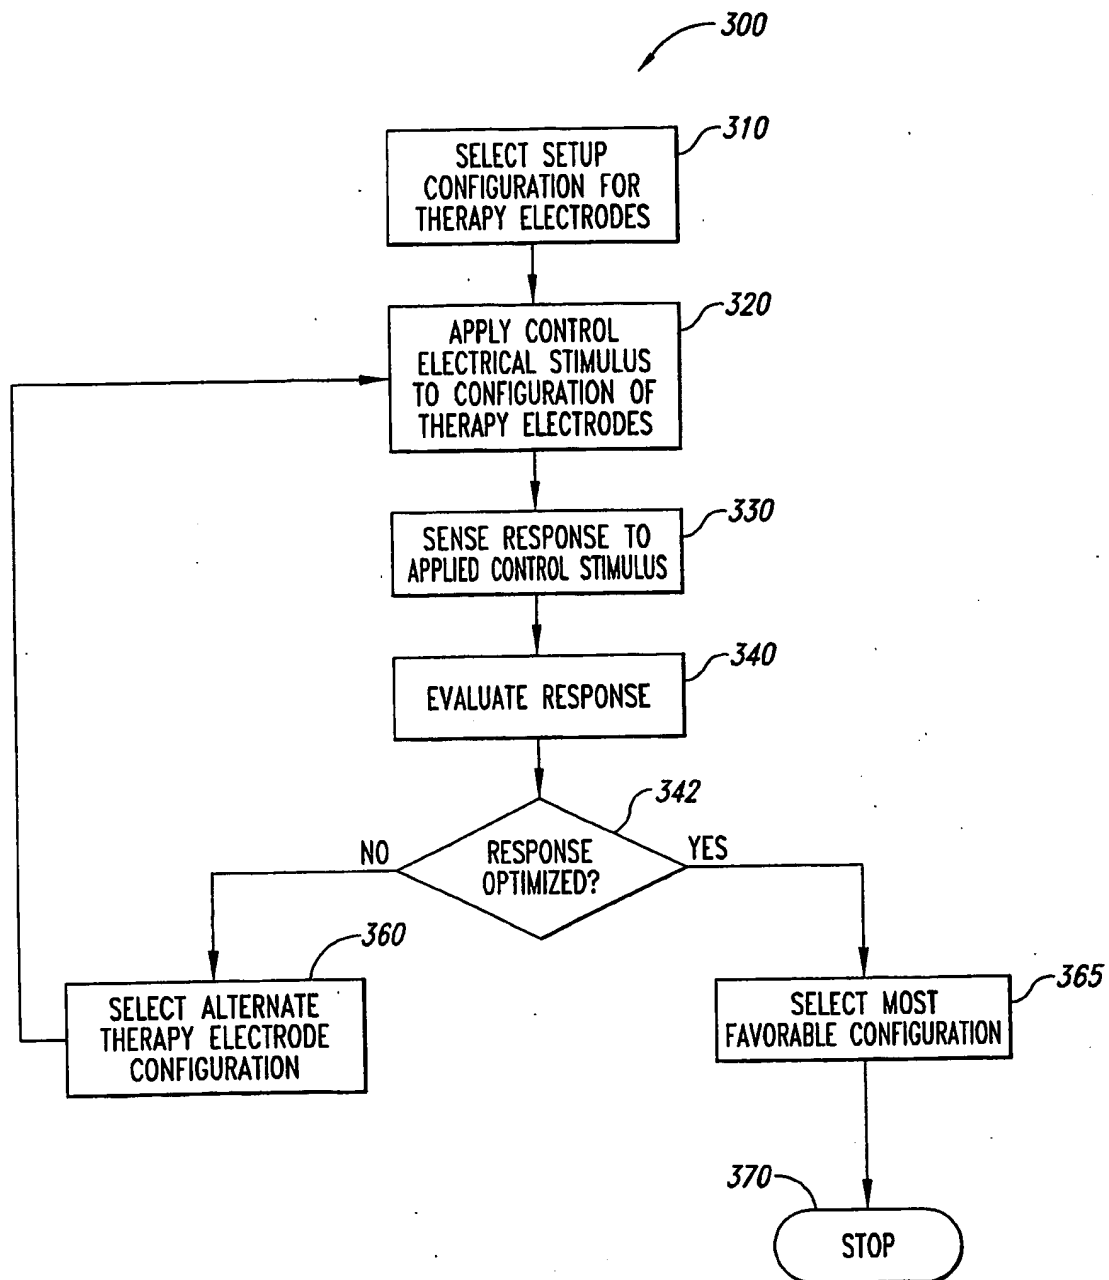 300
310
SELECT SETUP
CONFIGURATION FOR
THERAPY ELECTRODES
320
APPLY CONTROL
ELECTRICAL STIMULUS
TO CONFIGURATION OF
THERAPY ELECTRODES
330
SENSE RESPONSE TO
APPLIED CONTROL STIMULUS
340
EVALUATE RESPONSE
342
NO
RESPONSE
OPTIMIZED?
YES
360
SELECT ALTERNATE
THERAPY ELECTRODE
CONFIGURATION
365
SELECT MOST
FAVORABLE CONFIGURATION
370
STOP